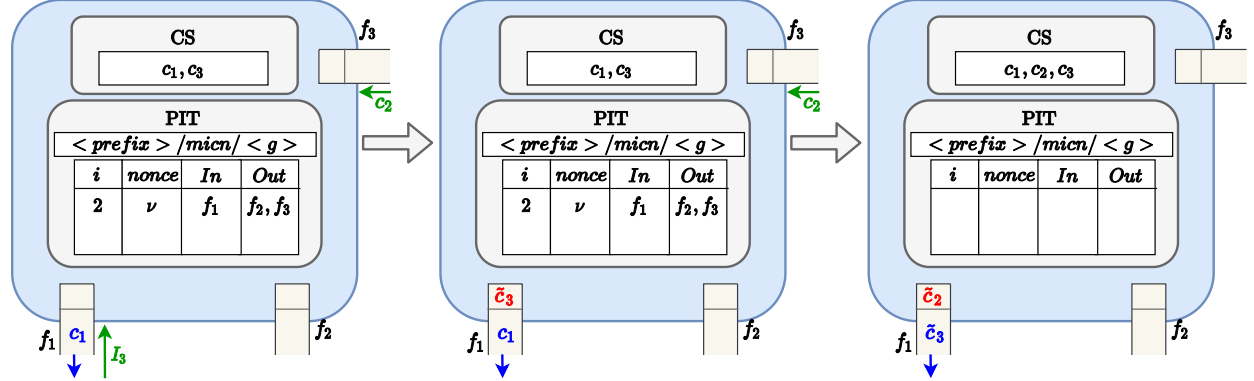 CS
f₃
c₁, c₃
c₂
PIT
< prefix > /micn/ < g >
i nonce In Out
2 ν f₁ f₂, f₃
f₁ c₁ I₃ f₂
CS
f₃
c₁, c₃
c₂
PIT
< prefix > /micn/ < g >
i nonce In Out
2 ν f₁ f₂, f₃
c̃₃
f₁ c₁ f₂
CS
f₃
c₁, c₂, c₃
PIT
< prefix > /micn/ < g >
i nonce In Out
c̃₂
f₁ c̃₃ f₂